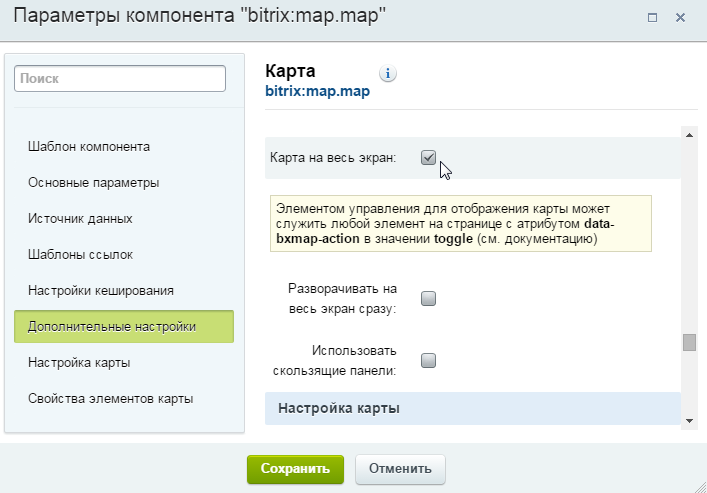 Параметры компонента "bitrix:map.map"
Поиск
Шаблон компонента
Основные параметры
Источник данных
Шаблоны ссылок
Настройки кеширования
Дополнительные настройки
Настройка карты
Свойства элементов карты
Карта
bitrix:map.map
Карта на весь экран:
Элементом управления для отображения карты может
служить любой элемент на странице с атрибутом data-
bxmap-action в значении toggle (см. документацию)
Разворачивать на
весь экран сразу:
Использовать
скользящие панели:
Настройка карты
Сохранить
Отменить